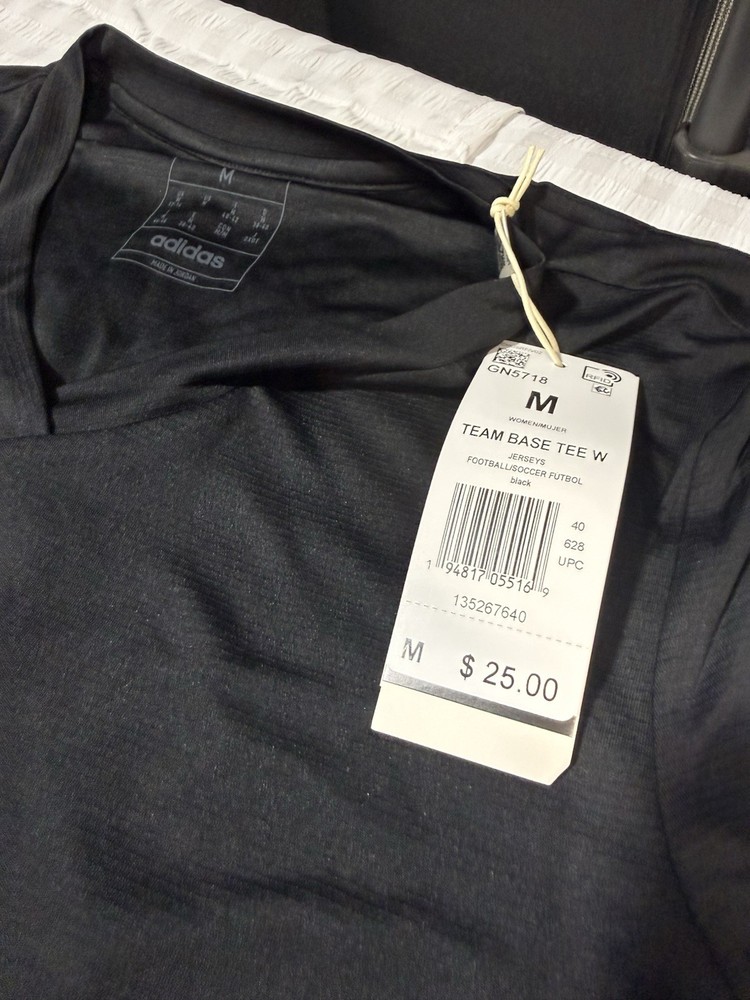 M
adidas
MADE IN JORDAN
GN5718
RFID
M
WOMEN/MUJER
TEAM BASE TEE W
JERSEYS
FOOTBALL/SOCCER FUTBOL
black
40
628
UPC
1 94817 05516 9
135267640
M $ 25.00